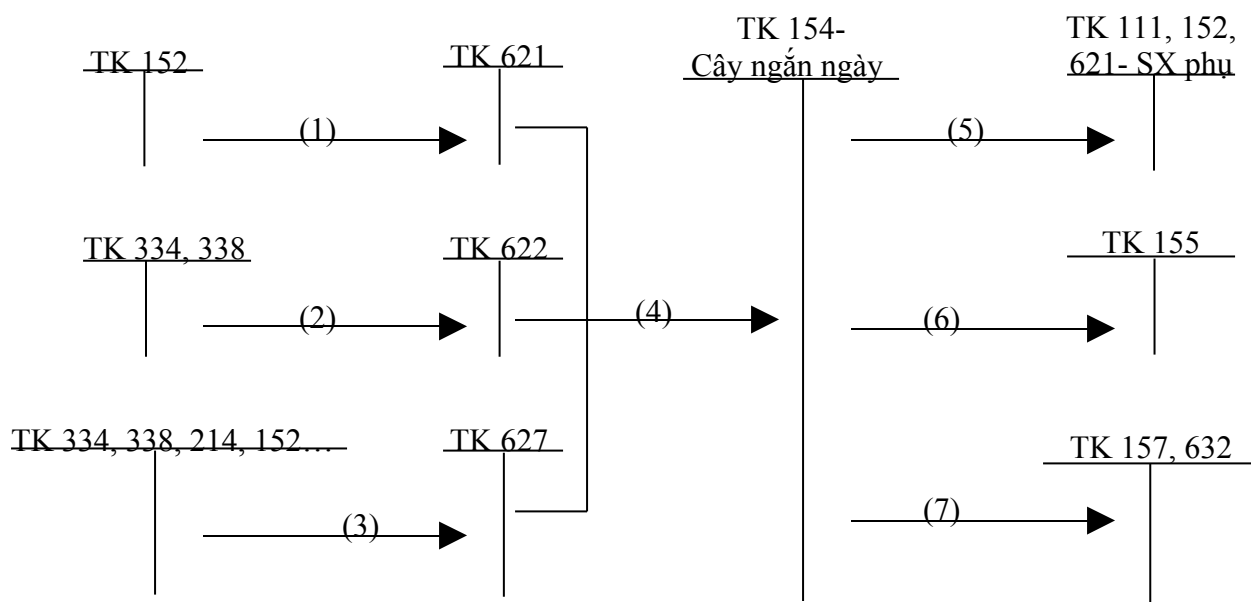 TK 152
TK 621
TK 154-
Cây ngắn ngày
TK 111, 152,
621- SX phụ
(1)
(5)
TK 334, 338
TK 622
TK 155
(2)
(4)
(6)
TK 334, 338, 214, 152…
TK 627
TK 157, 632
(3)
(7)